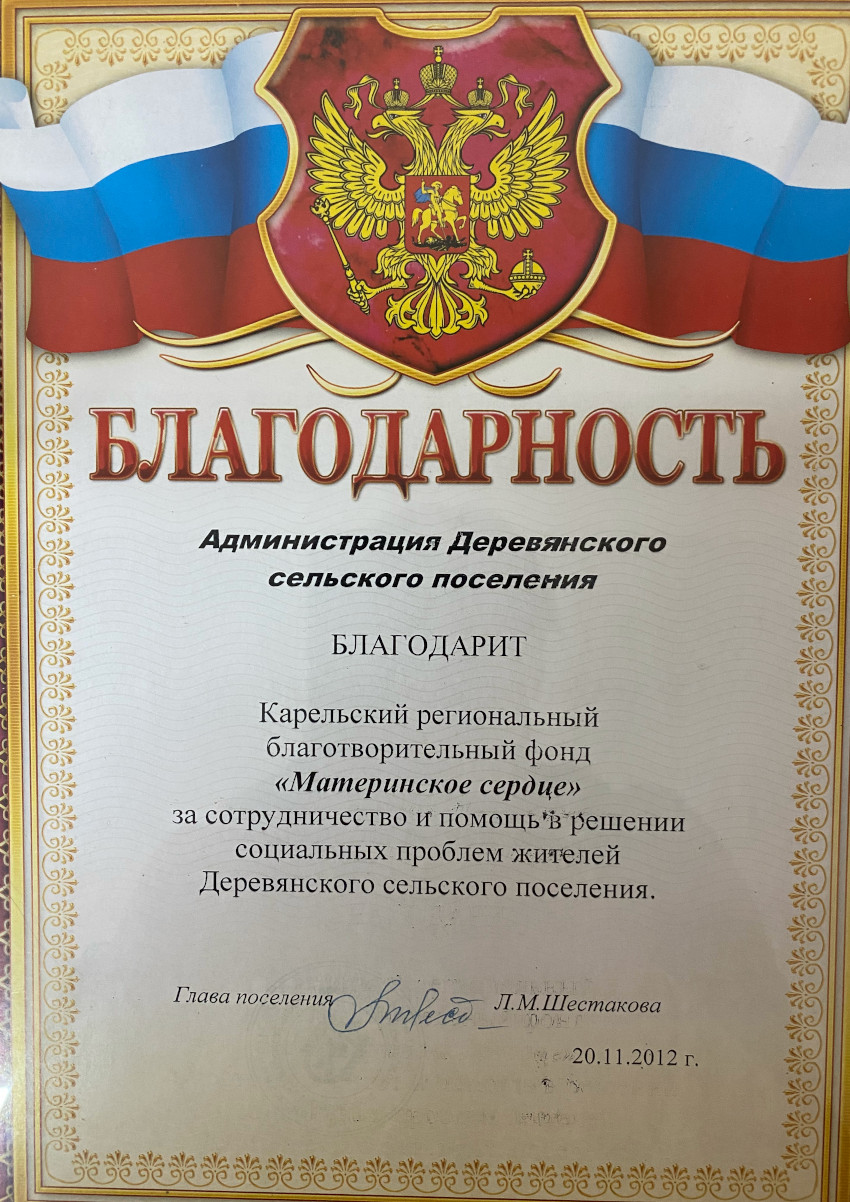 БЛАГОДАРНОСТЬ
Администрация Деревянского
сельского поселения
БЛАГОДАРИТ
Карельский региональный
благотворительный фонд
«Материнское сердце»
за сотрудничество и помощь в решении
социальных проблем жителей
Деревянского сельского поселения.
Глава поселения Л.М.Шестакова
20.11.2012 г.